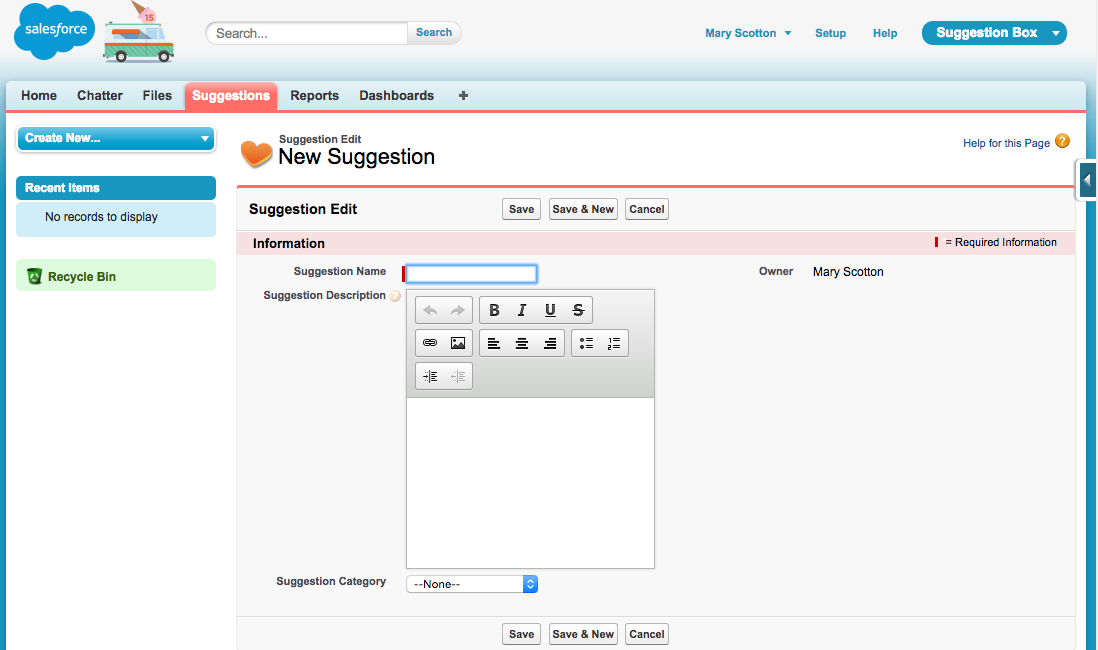 salesforce
15
Search...
Search
Mary Scotton
Setup
Help
Suggestion Box
Home
Chatter
Files
Suggestions
Reports
Dashboards
+
Create New...
Recent Items
No records to display
Recycle Bin
Suggestion Edit
New Suggestion
Help for this Page ?
Suggestion Edit
Save
Save & New
Cancel
Information
= Required Information
Suggestion Name
Owner
Mary Scotton
Suggestion Description ?
B I U S
Suggestion Category
--None--
Save
Save & New
Cancel